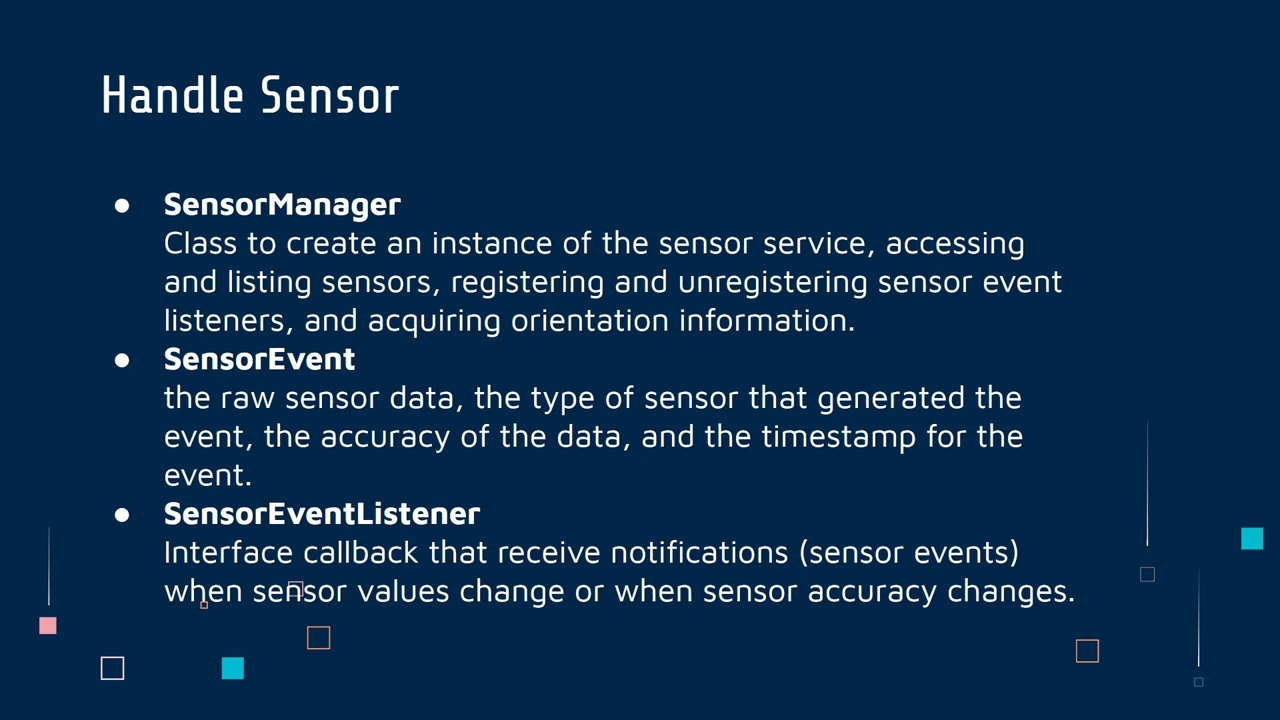 Handle Sensor
● SensorManager
Class to create an instance of the sensor service, accessing
and listing sensors, registering and unregistering sensor event
listeners, and acquiring orientation information.
● SensorEvent
the raw sensor data, the type of sensor that generated the
event, the accuracy of the data, and the timestamp for the
event.
● SensorEventListener
Interface callback that receive notifications (sensor events)
when sensor values change or when sensor accuracy changes.